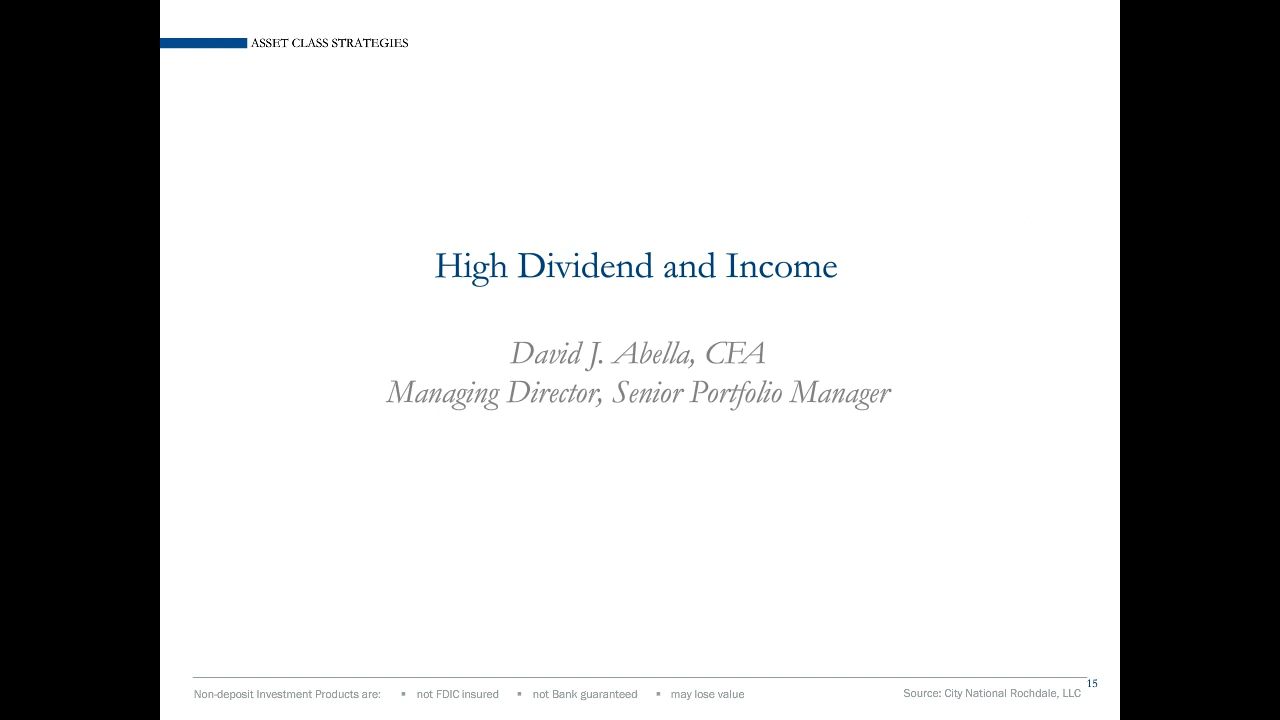 ASSET CLASS STRATEGIES
High Dividend and Income
David J. Abella, CFA
Managing Director, Senior Portfolio Manager
15
Non-deposit Investment Products are: ▪ not FDIC insured ▪ not Bank guaranteed ▪ may lose value Source: City National Rochdale, LLC